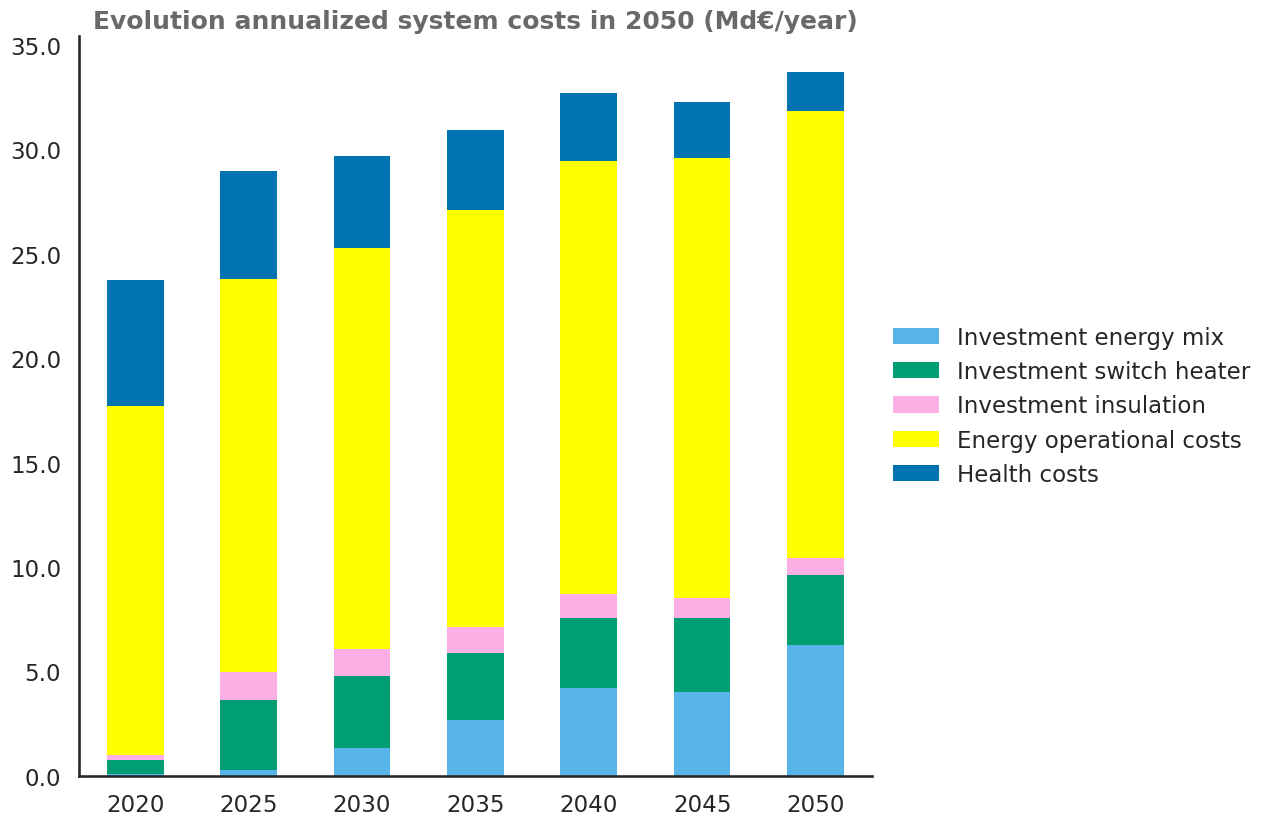 Evolution annualized system costs in 2050 (Md€/year)
35.0
30.0
25.0
20.0
15.0
10.0
5.0
0.0
2020 2025 2030 2035 2040 2045 2050
Investment energy mix
Investment switch heater
Investment insulation
Energy operational costs
Health costs